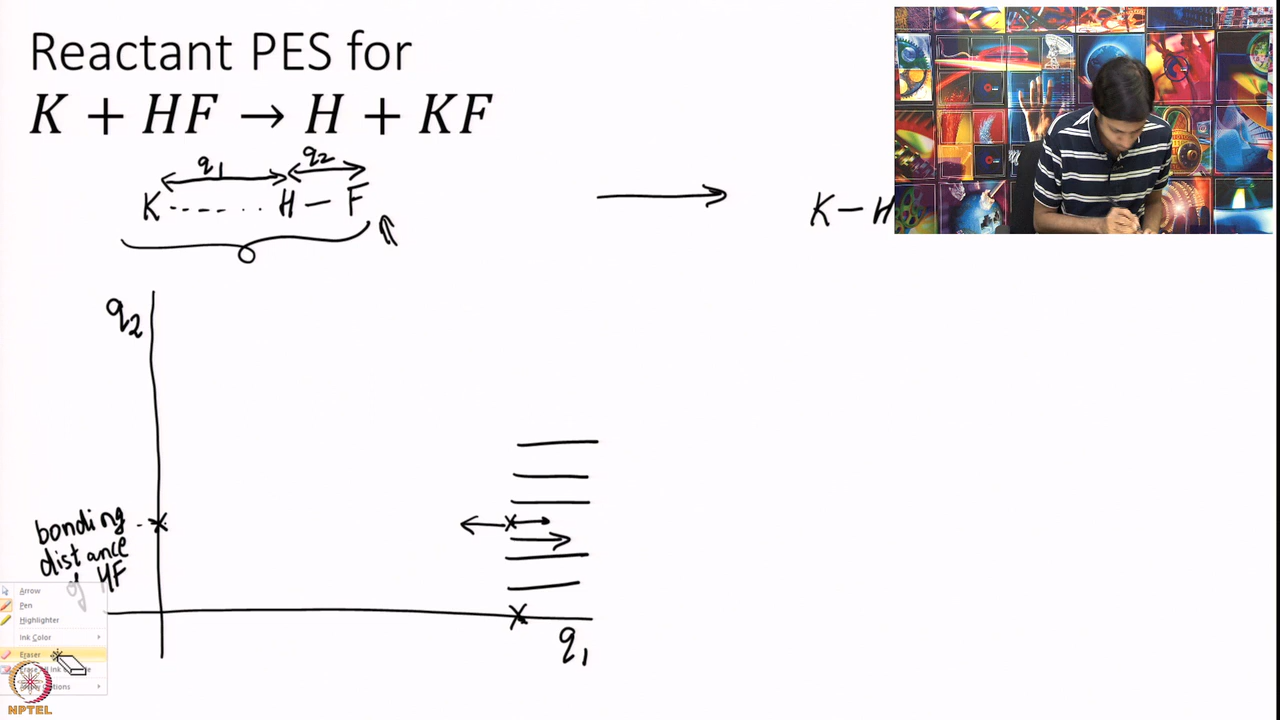 Reactant PES for
K + HF → H + KF
q1 q2
K H — F
K — H
q2
bonding
distance
of HF
q1
Arrow
Pen
Highlighter
Ink Color
Eraser
NPTEL